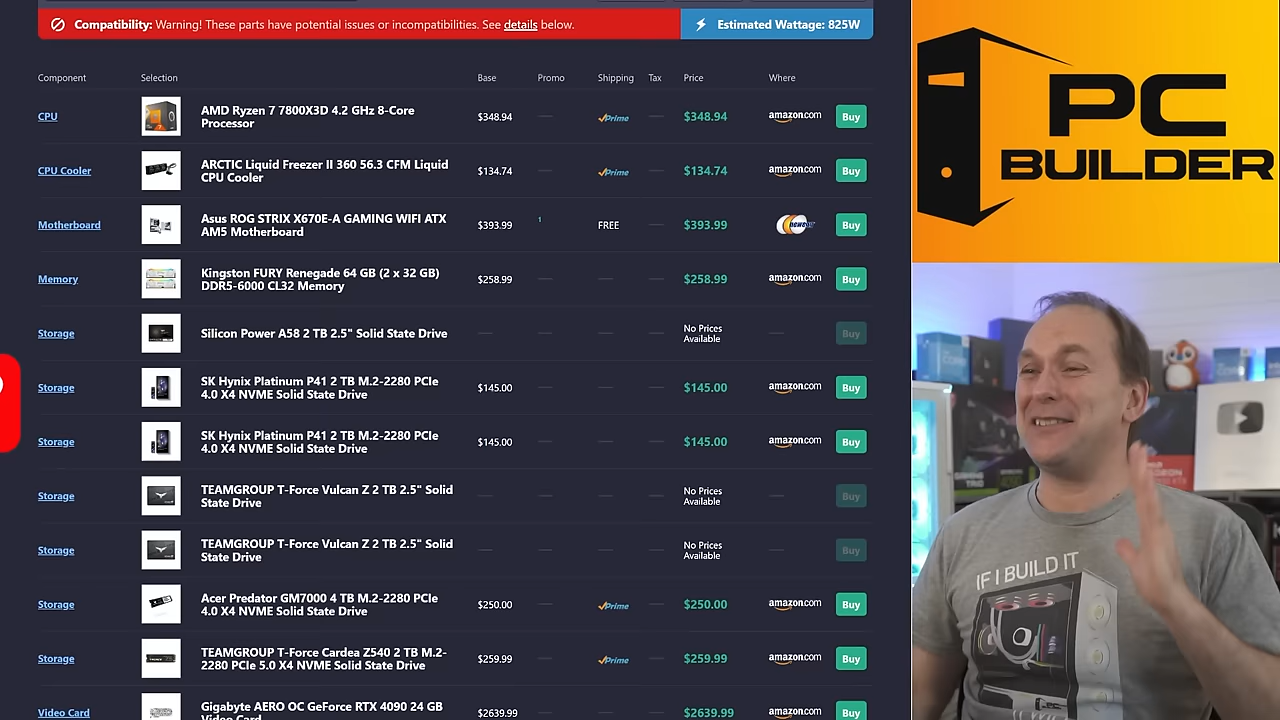 Compatibility: Warning! These parts have potential issues or incompatibilities. See details below.
Estimated Wattage: 825W
Component Selection Base Promo Shipping Tax Price Where
CPU
AMD Ryzen 7 7800X3D 4.2 GHz 8-Core
Processor
$348.94 — Prime — $348.94 amazon.com Buy
CPU Cooler
ARCTIC Liquid Freezer II 360 56.3 CFM Liquid
CPU Cooler
$134.74 — Prime — $134.74 amazon.com Buy
Motherboard
Asus ROG STRIX X670E-A GAMING WIFI ATX
AM5 Motherboard
$393.99 1 FREE — $393.99 Buy
Memory
Kingston FURY Renegade 64 GB (2 x 32 GB)
CL32
$258.99 — — — $258.99 amazon.com Buy
Storage
Silicon Power A58 2 TB 2.5" Solid State Drive
— — — — No Prices
Available
— Buy
Storage
SK Hynix Platinum P41 2 TB M.2-2280 PCIe
4.0 X4 NVME Solid State Drive
$145.00 — — — $145.00 amazon.com Buy
Storage
SK Hynix Platinum P41 2 TB M.2-2280 PCIe
4.0 X4 NVME Solid State Drive
$145.00 — — — $145.00 amazon.com Buy
Storage
TEAMGROUP T-Force Vulcan Z 2 TB 2.5" Solid
State Drive
— — — — No Prices
Available
— Buy
Storage
TEAMGROUP T-Force Vulcan Z 2 TB 2.5" Solid
State Drive
— No Prices
Available
Buy
Storage
Acer Predator GM7000 4 TB M.2-2280 PCIe
4.0 X4 NVME Solid State Drive
$250.00 — Prime — $250.00 amazon.com Buy
Storage
TEAMGROUP T-Force Cardea Z540 2 TB M.2-
2280 PCIe 5.0 X4 NVME Solid State Drive
$259.99 — Prime — $259.99 amazon.com Buy
Video Card
Gigabyte AERO OC GeForce RTX 4090 24 GB
$2639.99 — — $2639.99 amazon.com Buy
PC
BUILDER
IF I BUILD IT